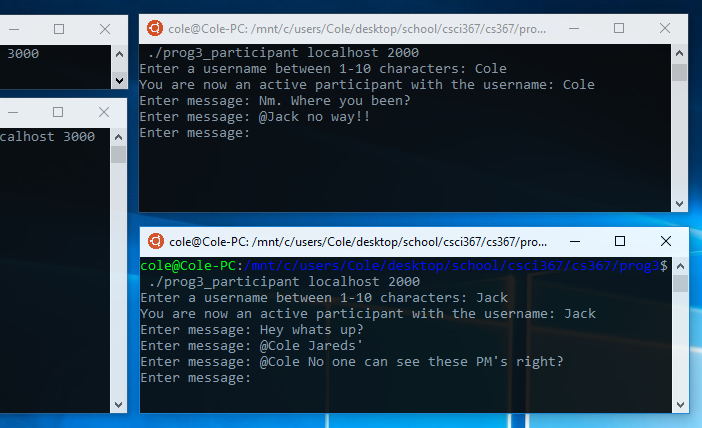 3000
calhost 3000
cole@Cole-PC: /mnt/c/users/Cole/desktop/school/csci367/cs367/pro...
./prog3_participant localhost 2000
Enter a username between 1-10 characters: Cole
You are now an active participant with the username: Cole
Enter message: Nm. Where you been?
Enter message: @Jack no way!!
Enter message:
cole@Cole-PC: /mnt/c/users/Cole/desktop/school/csci367/cs367/pro...
cole@Cole-PC:/mnt/c/users/Cole/desktop/school/csci367/cs367/prog3$
./prog3_participant localhost 2000
Enter a username between 1-10 characters: Jack
You are now an active participant with the username: Jack
Enter message: Hey whats up?
Enter message: @Cole Jareds'
Enter message: @Cole No one can see these PM's right?
Enter message: